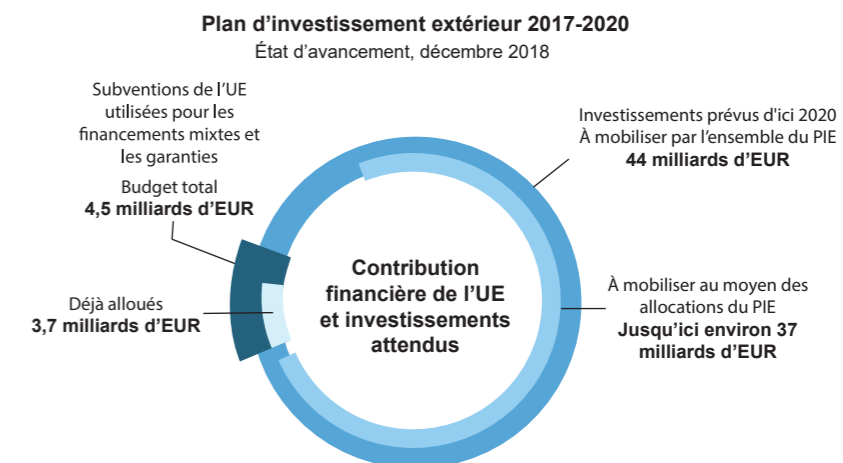 Plan d’investissement extérieur 2017-2020
État d’avancement, décembre 2018
Subventions de l’UE
utilisées pour les
financements mixtes et
les garanties
Budget total
4,5 milliards d’EUR
Déjà alloués
3,7 milliards d’EUR
Contribution
financière de l’UE
et investissements
attendus
Investissements prévus d'ici 2020
À mobiliser par l’ensemble du PIE
44 milliards d’EUR
À mobiliser au moyen des
allocations du PIE
Jusqu’ici environ 37
milliards d’EUR